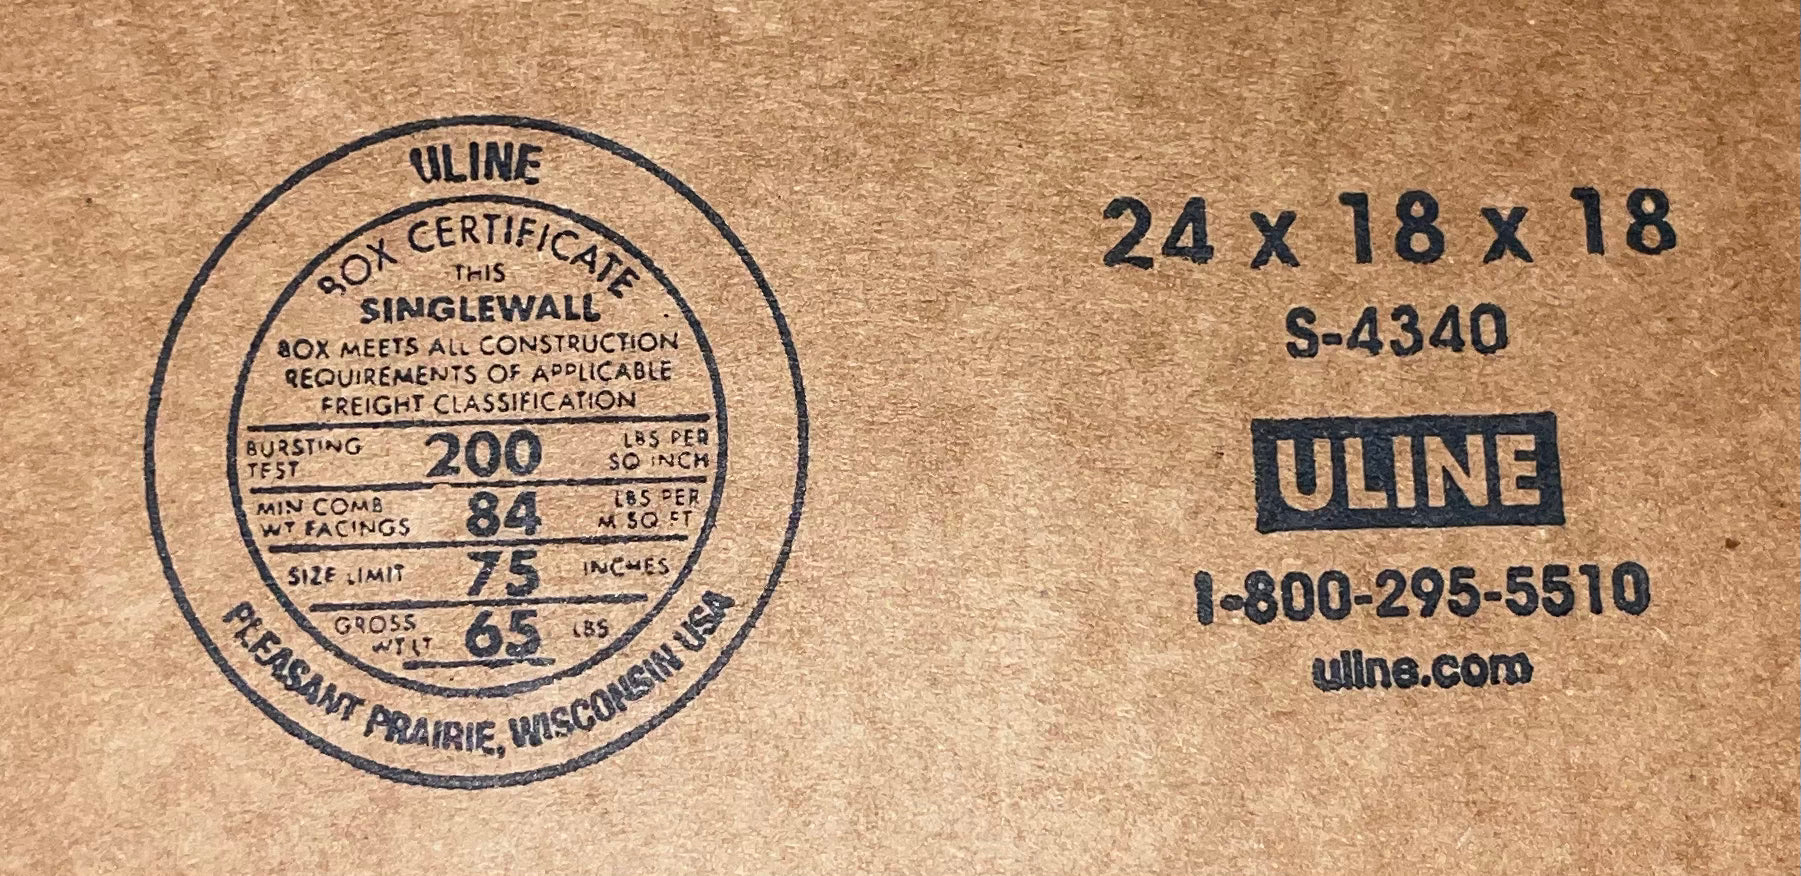 ULINE
BOX CERTIFICATE
THIS
SINGLEWALL
BOX MEETS ALL CONSTRUCTION
REQUIREMENTS OF APPLICABLE
FREIGHT CLASSIFICATION
BURSTING TEST 200 LBS PER SQ INCH
MIN COMB WT FACINGS 84 LBS PER M SQ FT
SIZE LIMIT 75 INCHES
GROSS WT LT 65 LBS
PLEASANT PRAIRIE, WISCONSIN USA
24 x 18 x 18
S-4340
ULINE
1-800-295-5510
uline.com